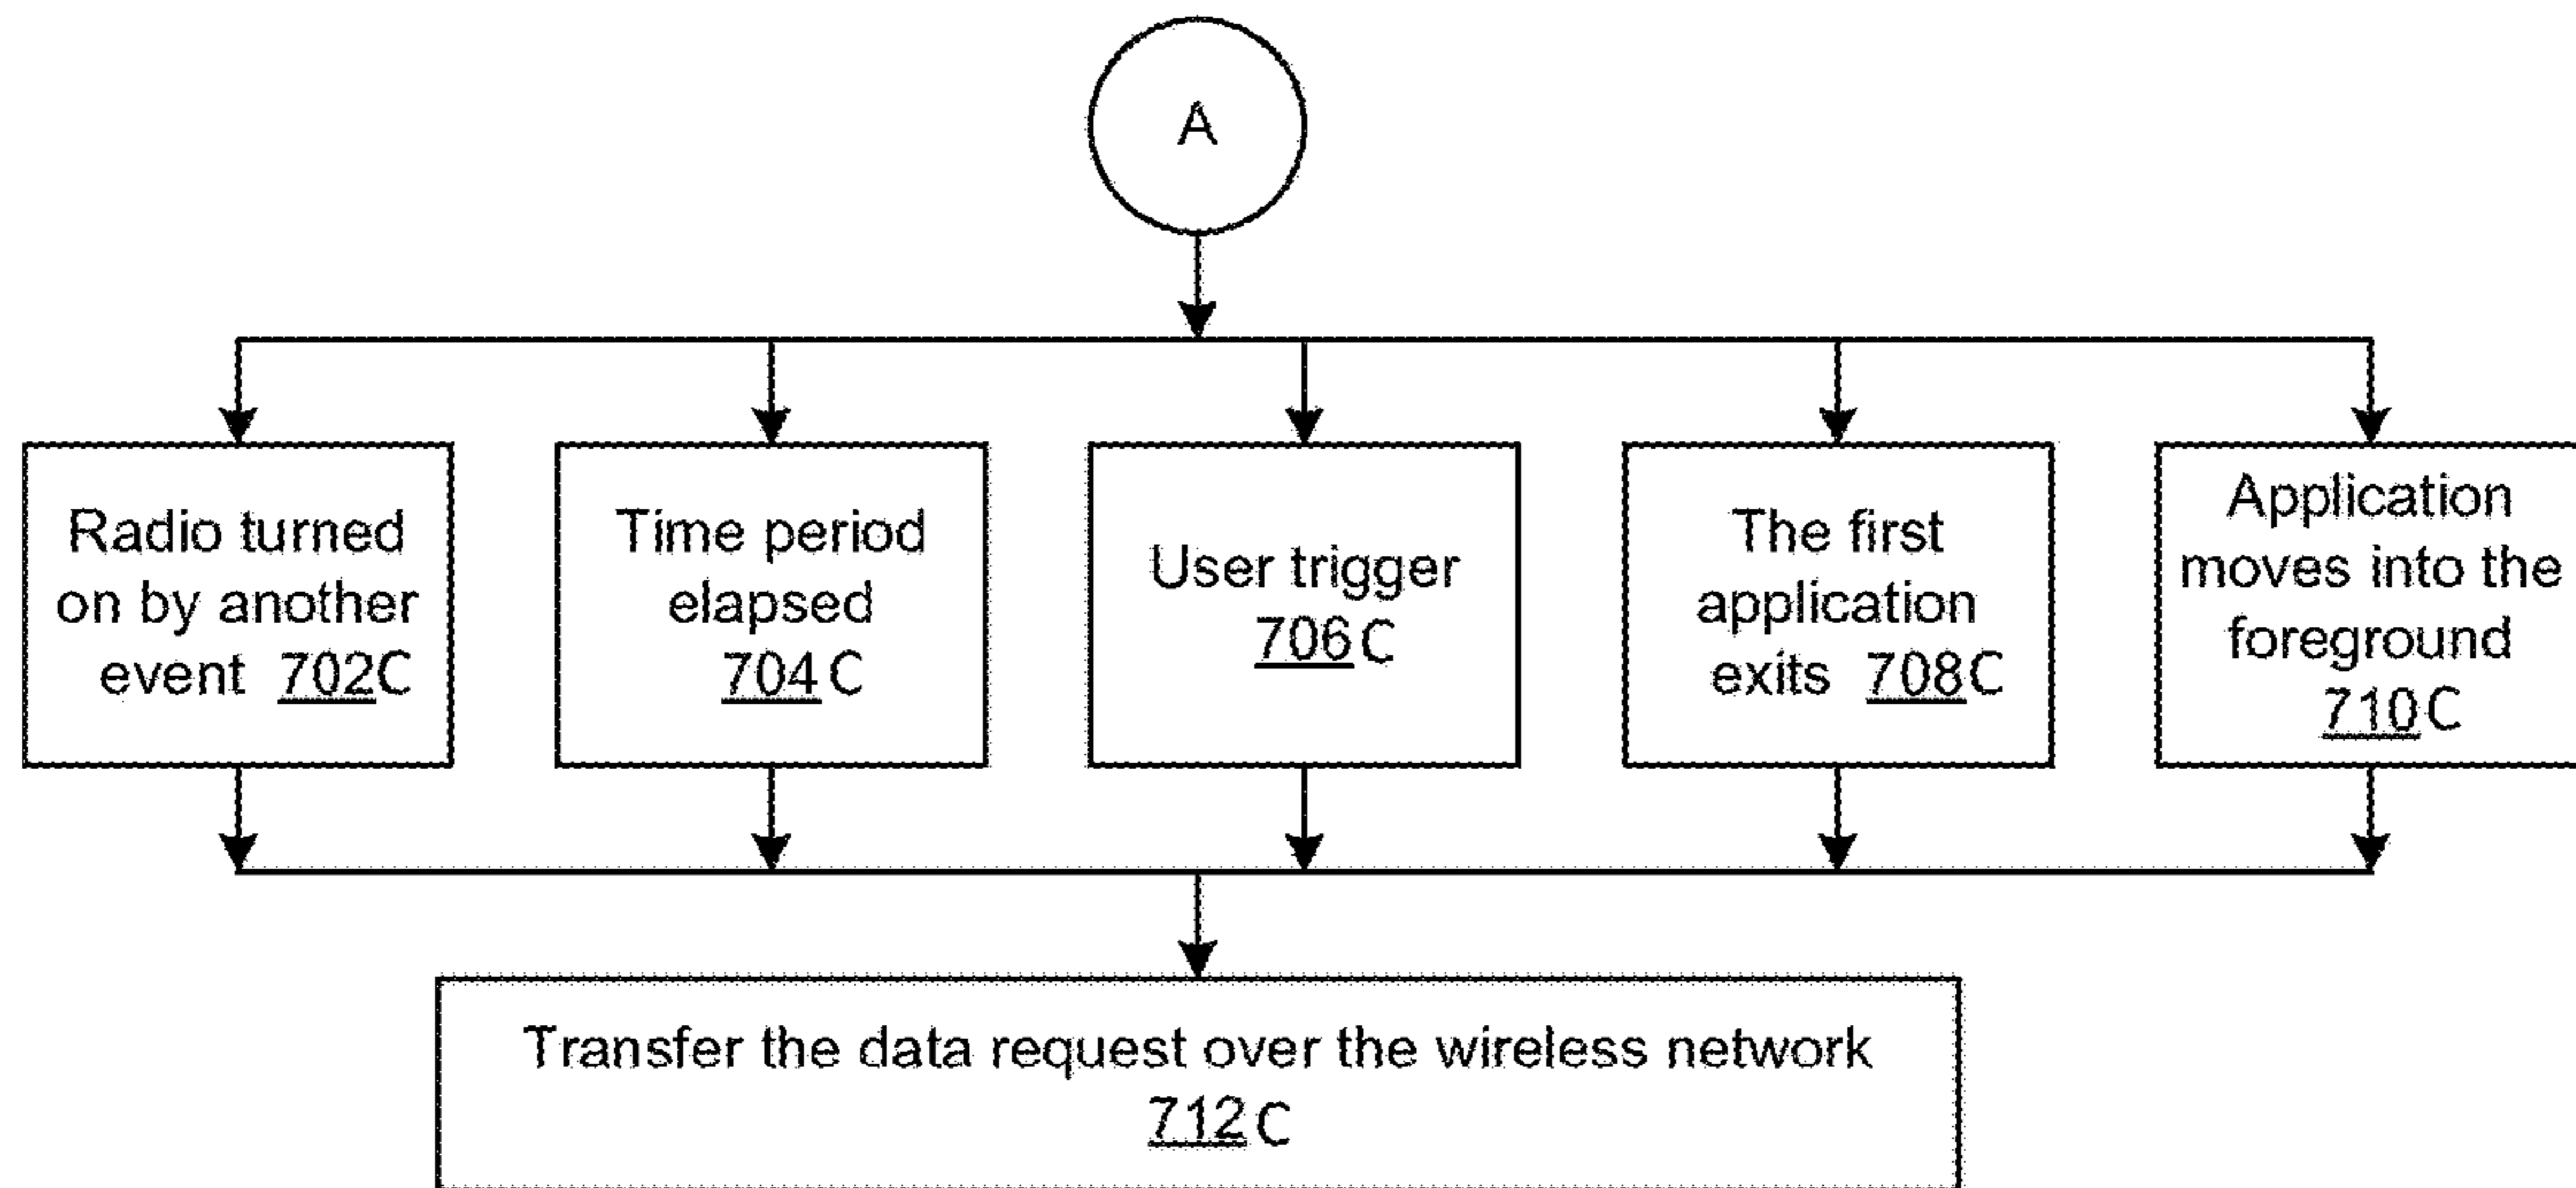 A
Radio turned
on by another
event 702C
Time period
elapsed
704C
User trigger
706C
The first
application
exits 708C
Application
moves into the
foreground
710C
Transfer the data request over the wireless network
712C